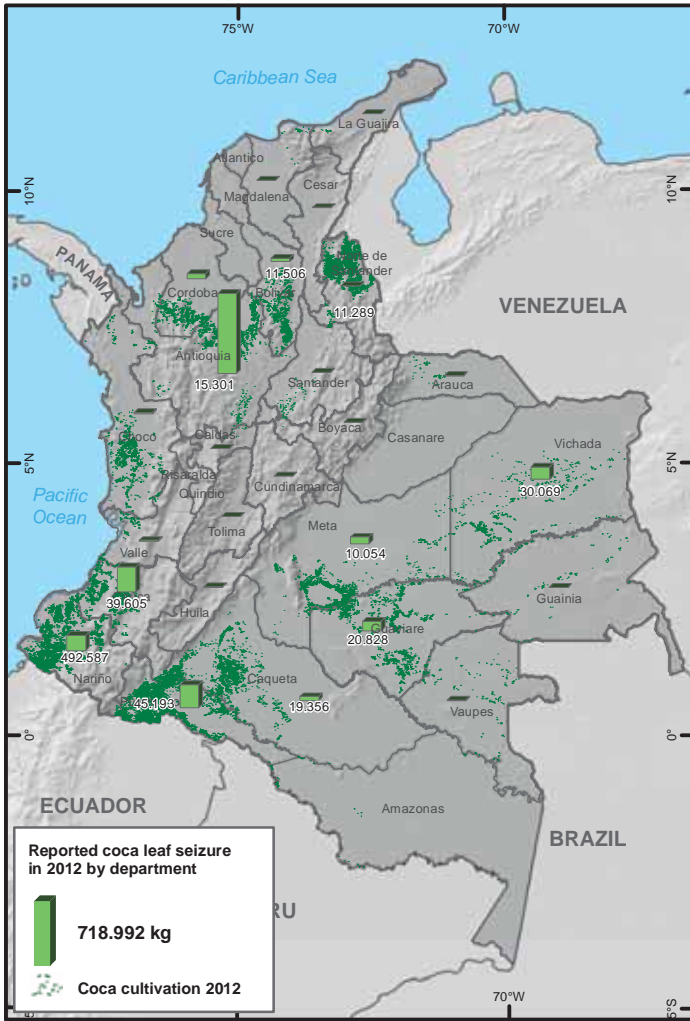 75°W
70°W
Caribbean Sea
La Guajira
Atlantico
Magdalena
Cesar
10°N
10°N
Sucre
PANAMA
11.506
Cordoba
VENEZUELA
11.289
Antioquia
15.301
Santander
Arauca
Boyaca
Casanare
Vichada
Caldas
5°N
5°N
Risaralda
Cundinamarca
30.069
Quindio
Pacific
Ocean
Meta
Tolima
10.054
Valle
39.605
Huila
Guainia
20.828
492.587
Nariño
Caqueta
45.193
19.356
Vaupes
0°
0°
ECUADOR
Amazonas
BRAZIL
Reported coca leaf seizure
in 2012 by department
718.992 kg
RU
Coca cultivation 2012
70°W
5°S